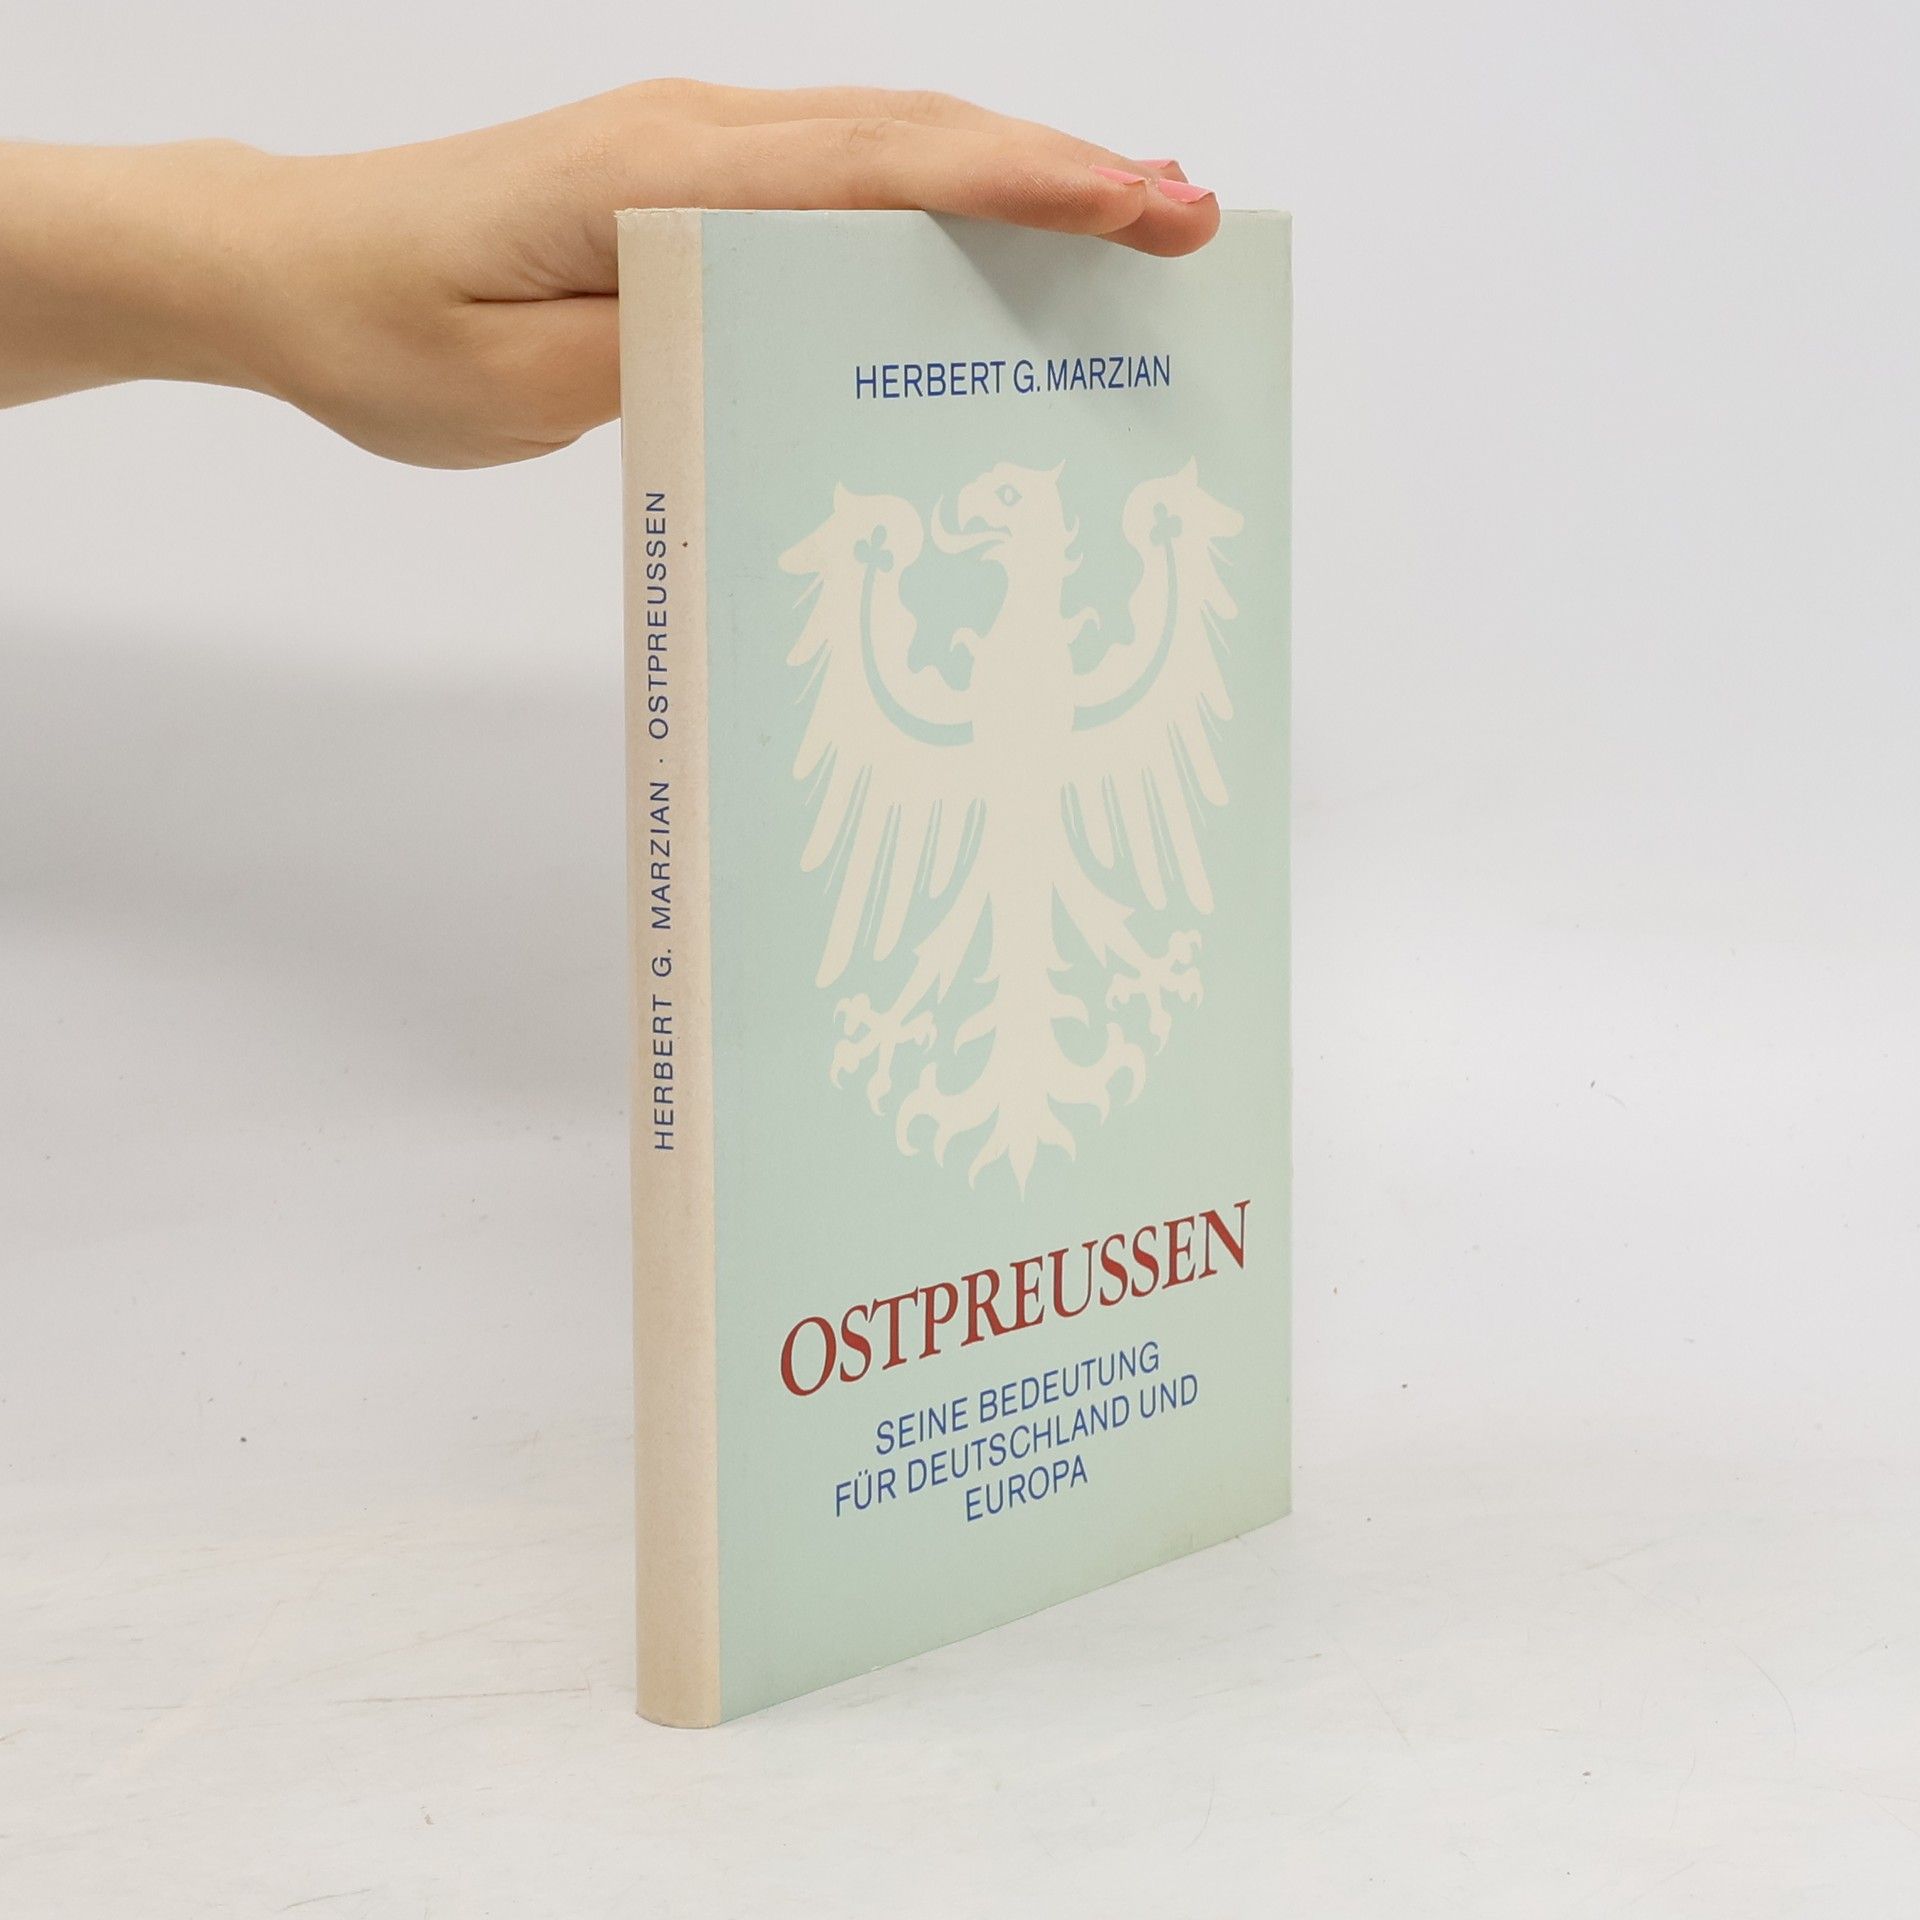 HERBERT G. MARZIAN · OSTPREUSSEN
HERBERT G. MARZIAN
OSTPREUSSEN
SEINE BEDEUTUNG
FÜR DEUTSCHLAND UND
EUROPA